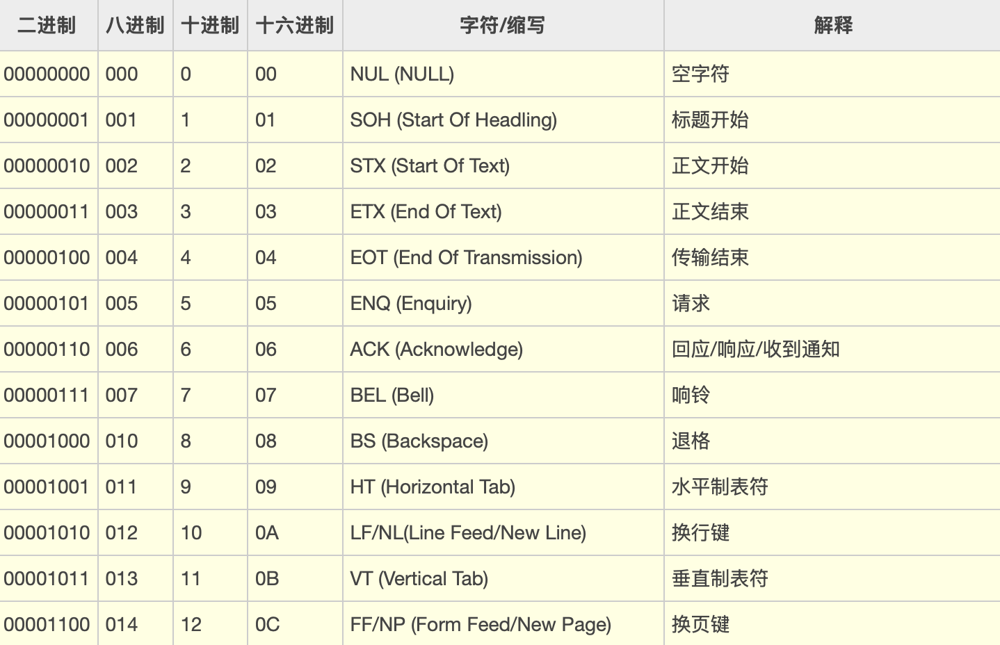 二进制 八进制 十进制 十六进制 字符/缩写 解释
00000000 000 0 00 NUL (NULL) 空字符
00000001 001 1 01 SOH (Start Of Headling) 标题开始
00000010 002 2 02 STX (Start Of Text) 正文开始
00000011 003 3 03 ETX (End Of Text) 正文结束
00000100 004 4 04 EOT (End Of Transmission) 传输结束
00000101 005 5 05 ENQ (Enquiry) 请求
00000110 006 6 06 ACK (Acknowledge) 回应/响应/收到通知
00000111 007 7 07 BEL (Bell) 响铃
00001000 010 8 08 BS (Backspace) 退格
00001001 011 9 09 HT (Horizontal Tab) 水平制表符
00001010 012 10 0A LF/NL(Line Feed/New Line) 换行键
00001011 013 11 0B VT (Vertical Tab) 垂直制表符
00001100 014 12 0C FF/NP (Form Feed/New Page) 换页键